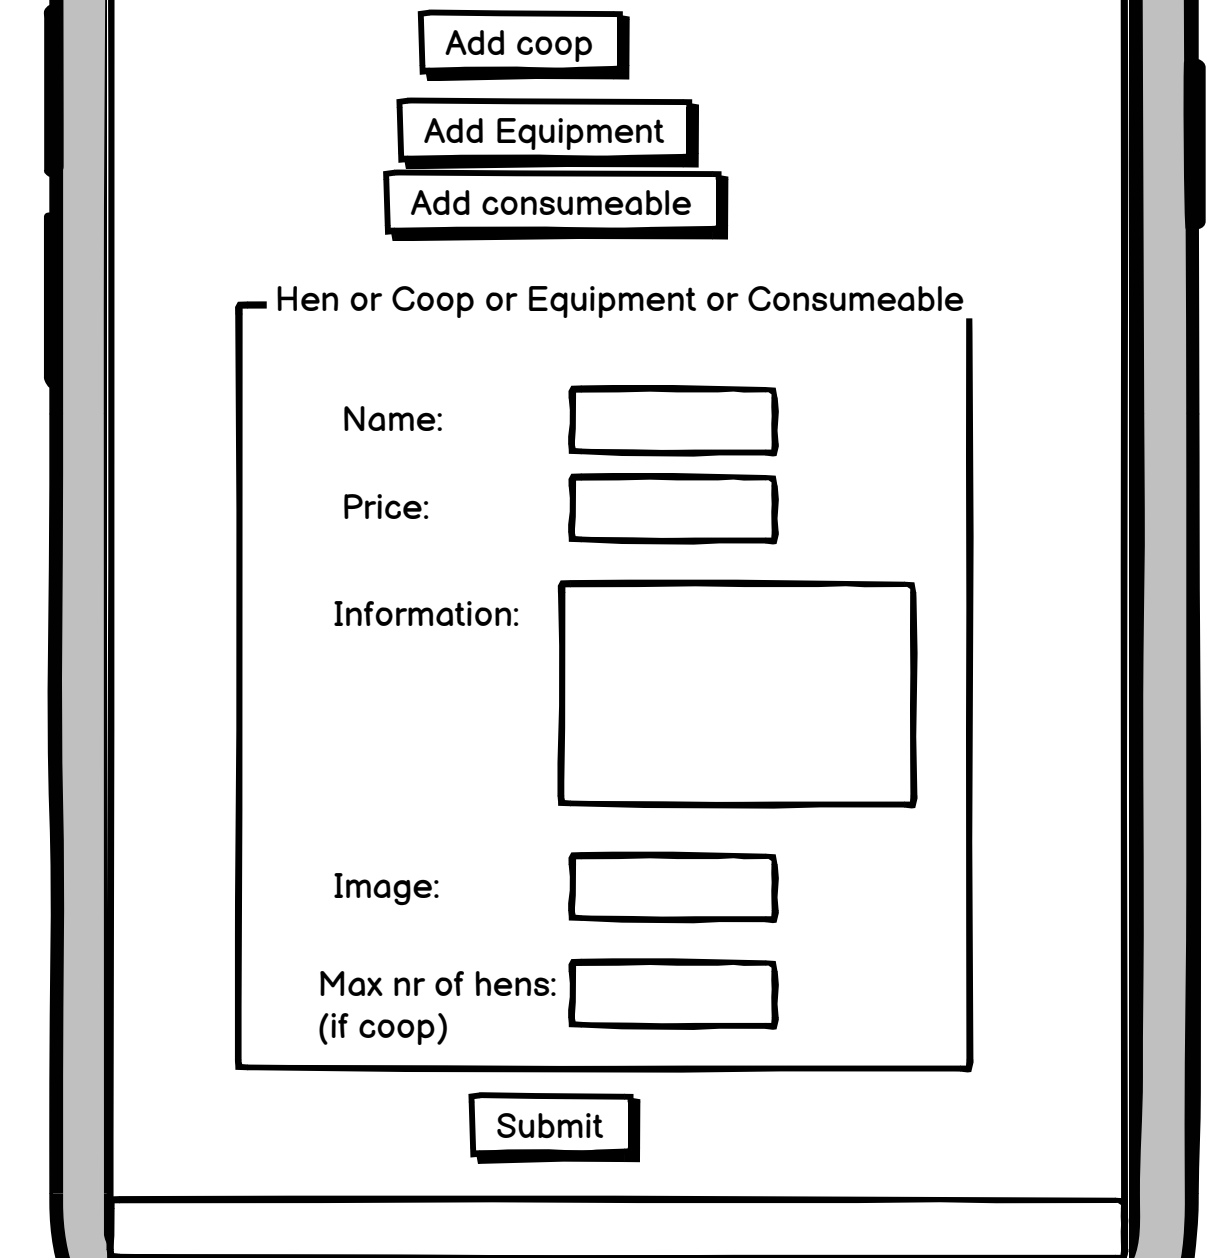 Add coop
Add Equipment
Add consumeable
Hen or Coop or Equipment or Consumeable
Name:
Price:
Information:
Image:
Max nr of hens:
(if coop)
Submit